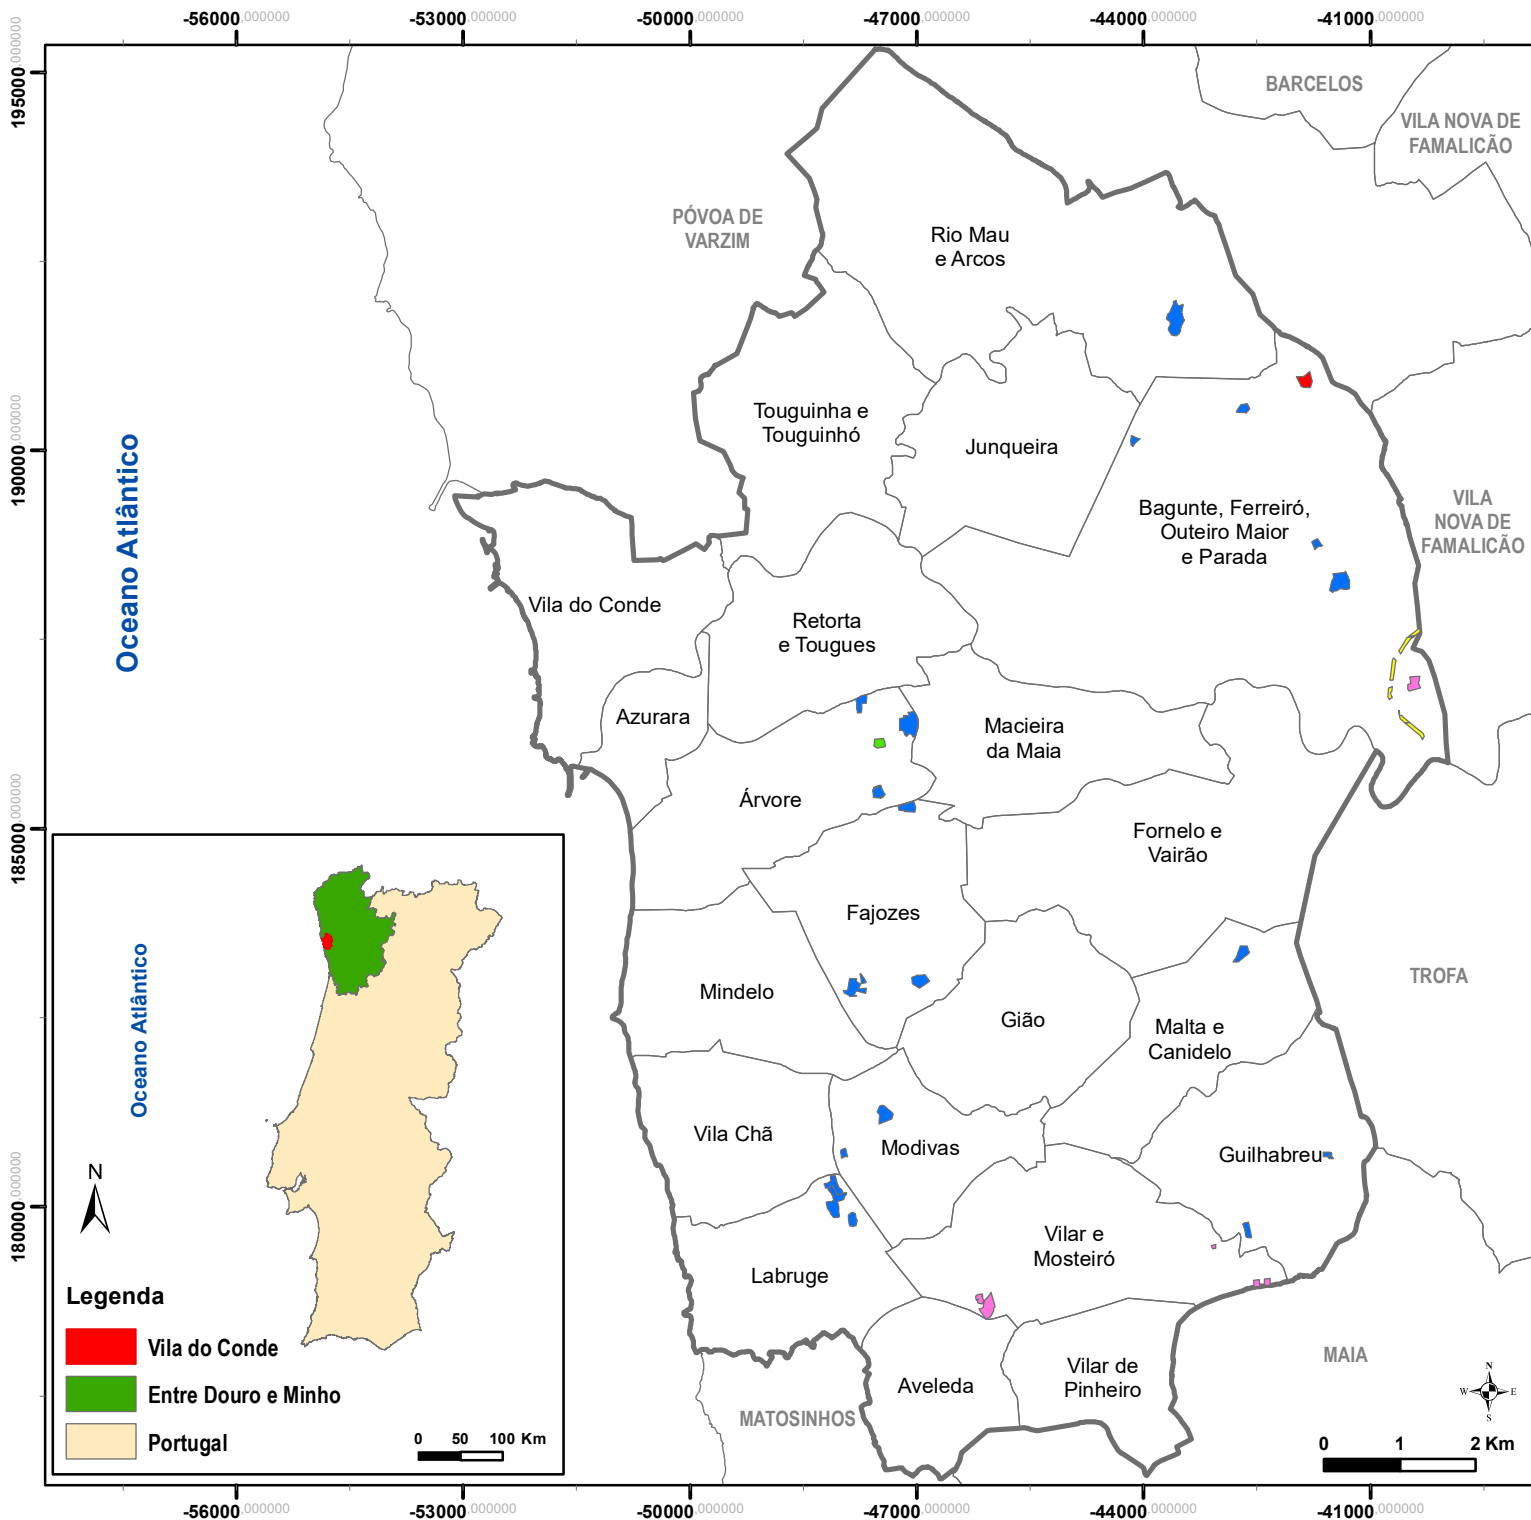 -56000.000000
-53000.000000
-50000.000000
-47000.000000
-44000.000000
-41000.000000
195000.000000
190000.000000
185000.000000
180000.000000
BARCELOS
VILA NOVA DE
FAMALICÃO
PÓVOA DE
VARZIM
Rio Mau
e Arcos
Touguinha e
Touguinhó
Junqueira
Oceano Atlântico
Bagunte, Ferreiró,
Outeiro Maior
e Parada
VILA
NOVA DE
FAMALICÃO
Vila do Conde
Retorta
e Tougues
Azurara
Macieira
da Maia
Árvore
Fornelo e
Vairão
Fajozes
Mindelo
Gião
Malta e
Canidelo
TROFA
Vila Chã
Modivas
Guilhabreu
Vilar e
Mosteiró
Labruge
Aveleda
Vilar de
Pinheiro
MATOSINHOS
MAIA
Oceano Atlântico
N
Legenda
Vila do Conde
Entre Douro e Minho
Portugal
0 50 100 Km
N
W E
S
0 1 2 Km
-56000.000000
-53000.000000
-50000.000000
-47000.000000
-44000.000000
-41000.000000